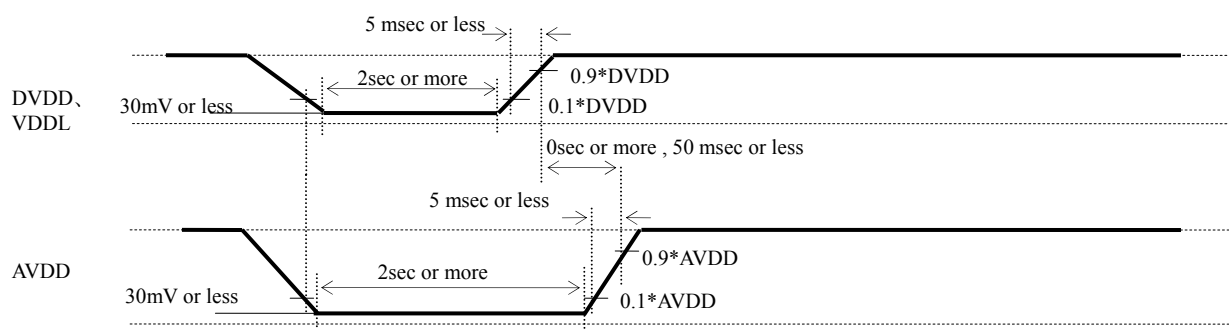 5 msec or less
2sec or more
0.9*DVDD
DVDD、
VDDL
30mV or less
0.1*DVDD
0sec or more , 50 msec or less
5 msec or less
0.9*AVDD
AVDD
2sec or more
30mV or less
0.1*AVDD